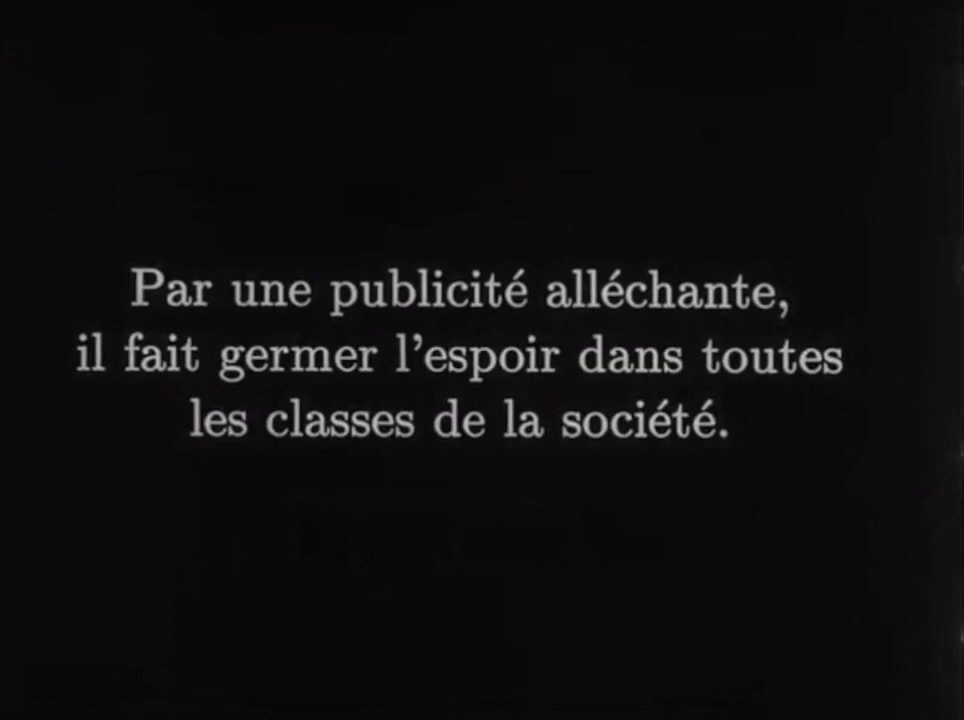 Par une publicité alléchante,
il fait germer l'espoir dans toutes
les classes de la société.